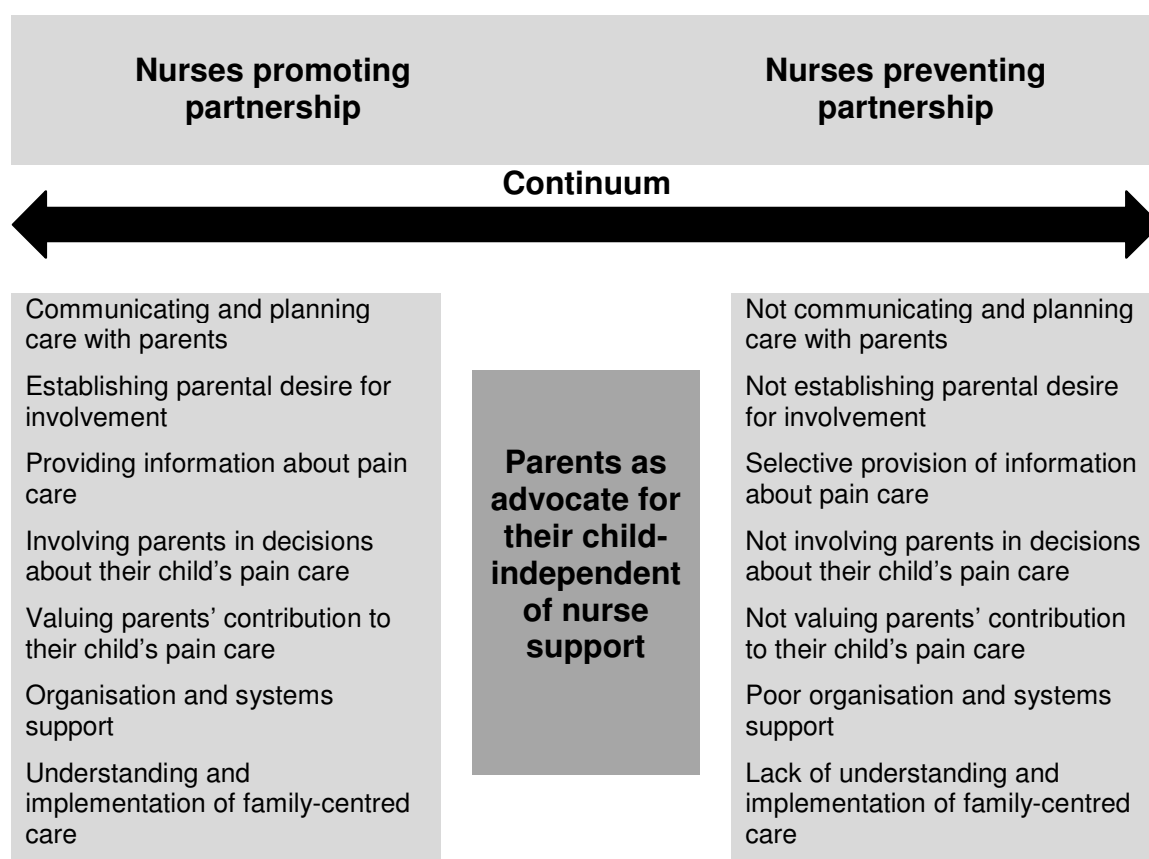 Nurses promoting
partnership
Nurses preventing
partnership
Continuum
Communicating and planning
care with parents
Establishing parental desire for
involvement
Providing information about pain
care
Involving parents in decisions
about their child’s pain care
Valuing parents’ contribution to
their child’s pain care
Organisation and systems
support
Understanding and
implementation of family-centred
care
Parents as
advocate for
their child-
independent
of nurse
support
Not communicating and planning
care with parents
Not establishing parental desire
for involvement
Selective provision of information
about pain care
Not involving parents in decisions
about their child’s pain care
Not valuing parents’ contribution
to their child’s pain care
Poor organisation and systems
support
Lack of understanding and
implementation of family-centred
care